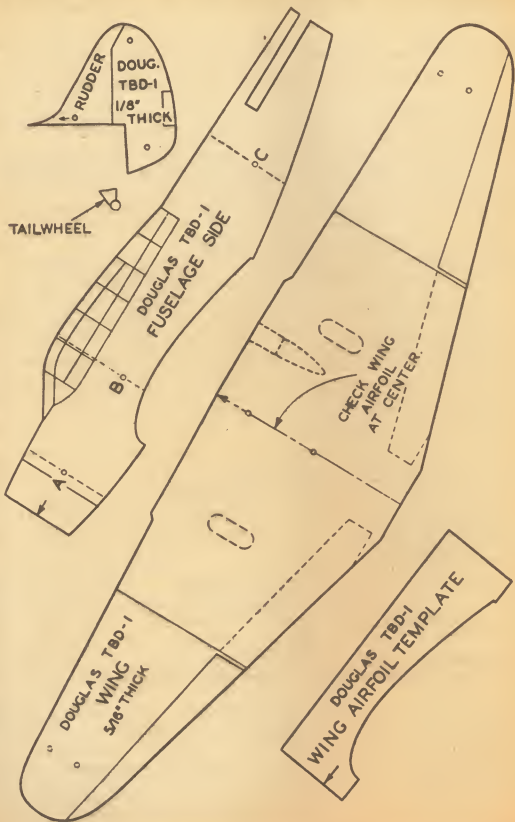 RUDDER
DOUG.
TBD-1
1/8"
THICK
TAILWHEEL
DOUGLAS TBD-1
FUSELAGE SIDE
A
B
C
CHECK WING
AIRFOIL
AT CENTER.
DOUGLAS TBD-1
WING
5/16" THICK
DOUGLAS TBD-1
WING AIRFOIL TEMPLATE